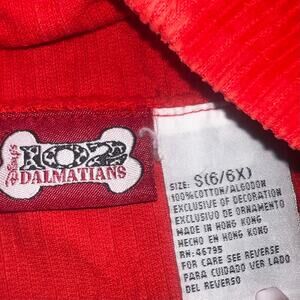 Disney's
102
DALMATIANS
SIZE: S(6/6X)
100%COTTON/ALGODON
EXCLUSIVE OF DECORATION
EXCLUSIVO DE ORNAMENTO
MADE IN HONG KONG
HECHO EN HONG KONG
RN:46795
FOR CARE SEE REVERSE
PARA CUIDADO VER LADO
DEL REVERSO